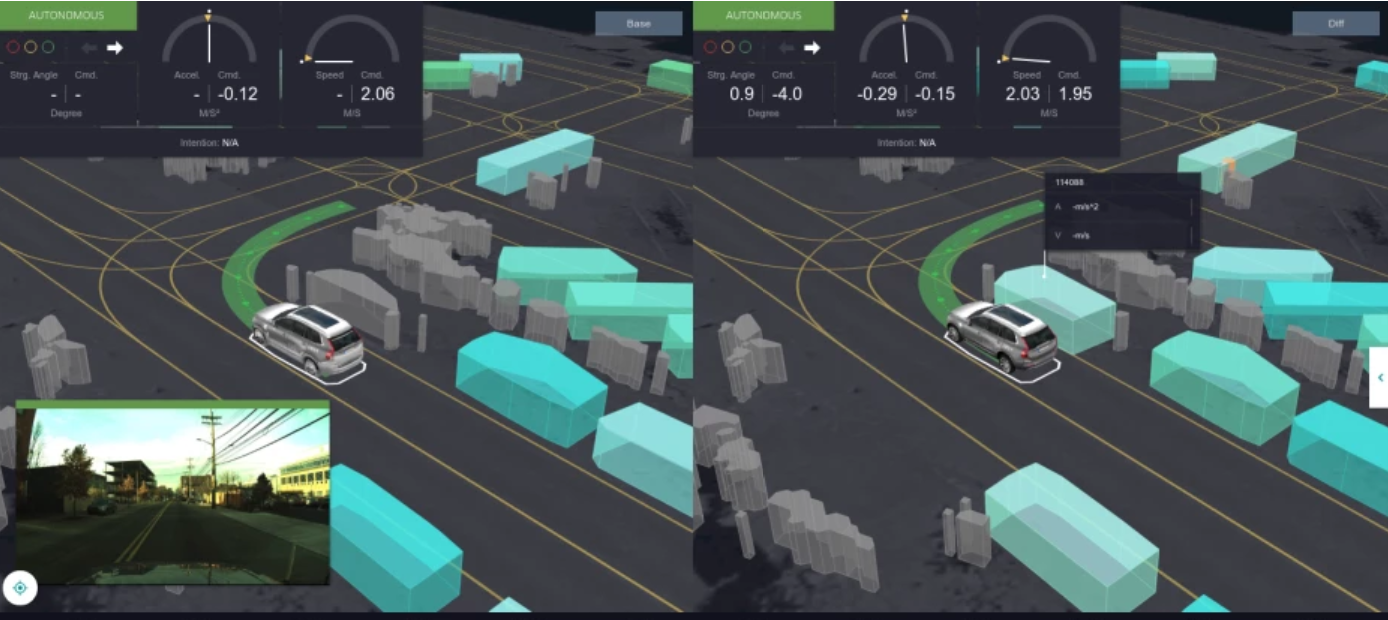 AUTONOMOUS
Base
Strg. Angle Cmd.
Accel. Cmd.
Speed Cmd.
- | -
- | -0.12
- | 2.06
Degree
M/S²
M/S
Intention: N/A
AUTONOMOUS
Diff
Strg. Angle Cmd.
Accel. Cmd.
Speed Cmd.
0.9 | -4.0
-0.29 | -0.15
2.03 | 1.95
Degree
M/S²
M/S
Intention: N/A
114088
A -m/s^2
V -m/s